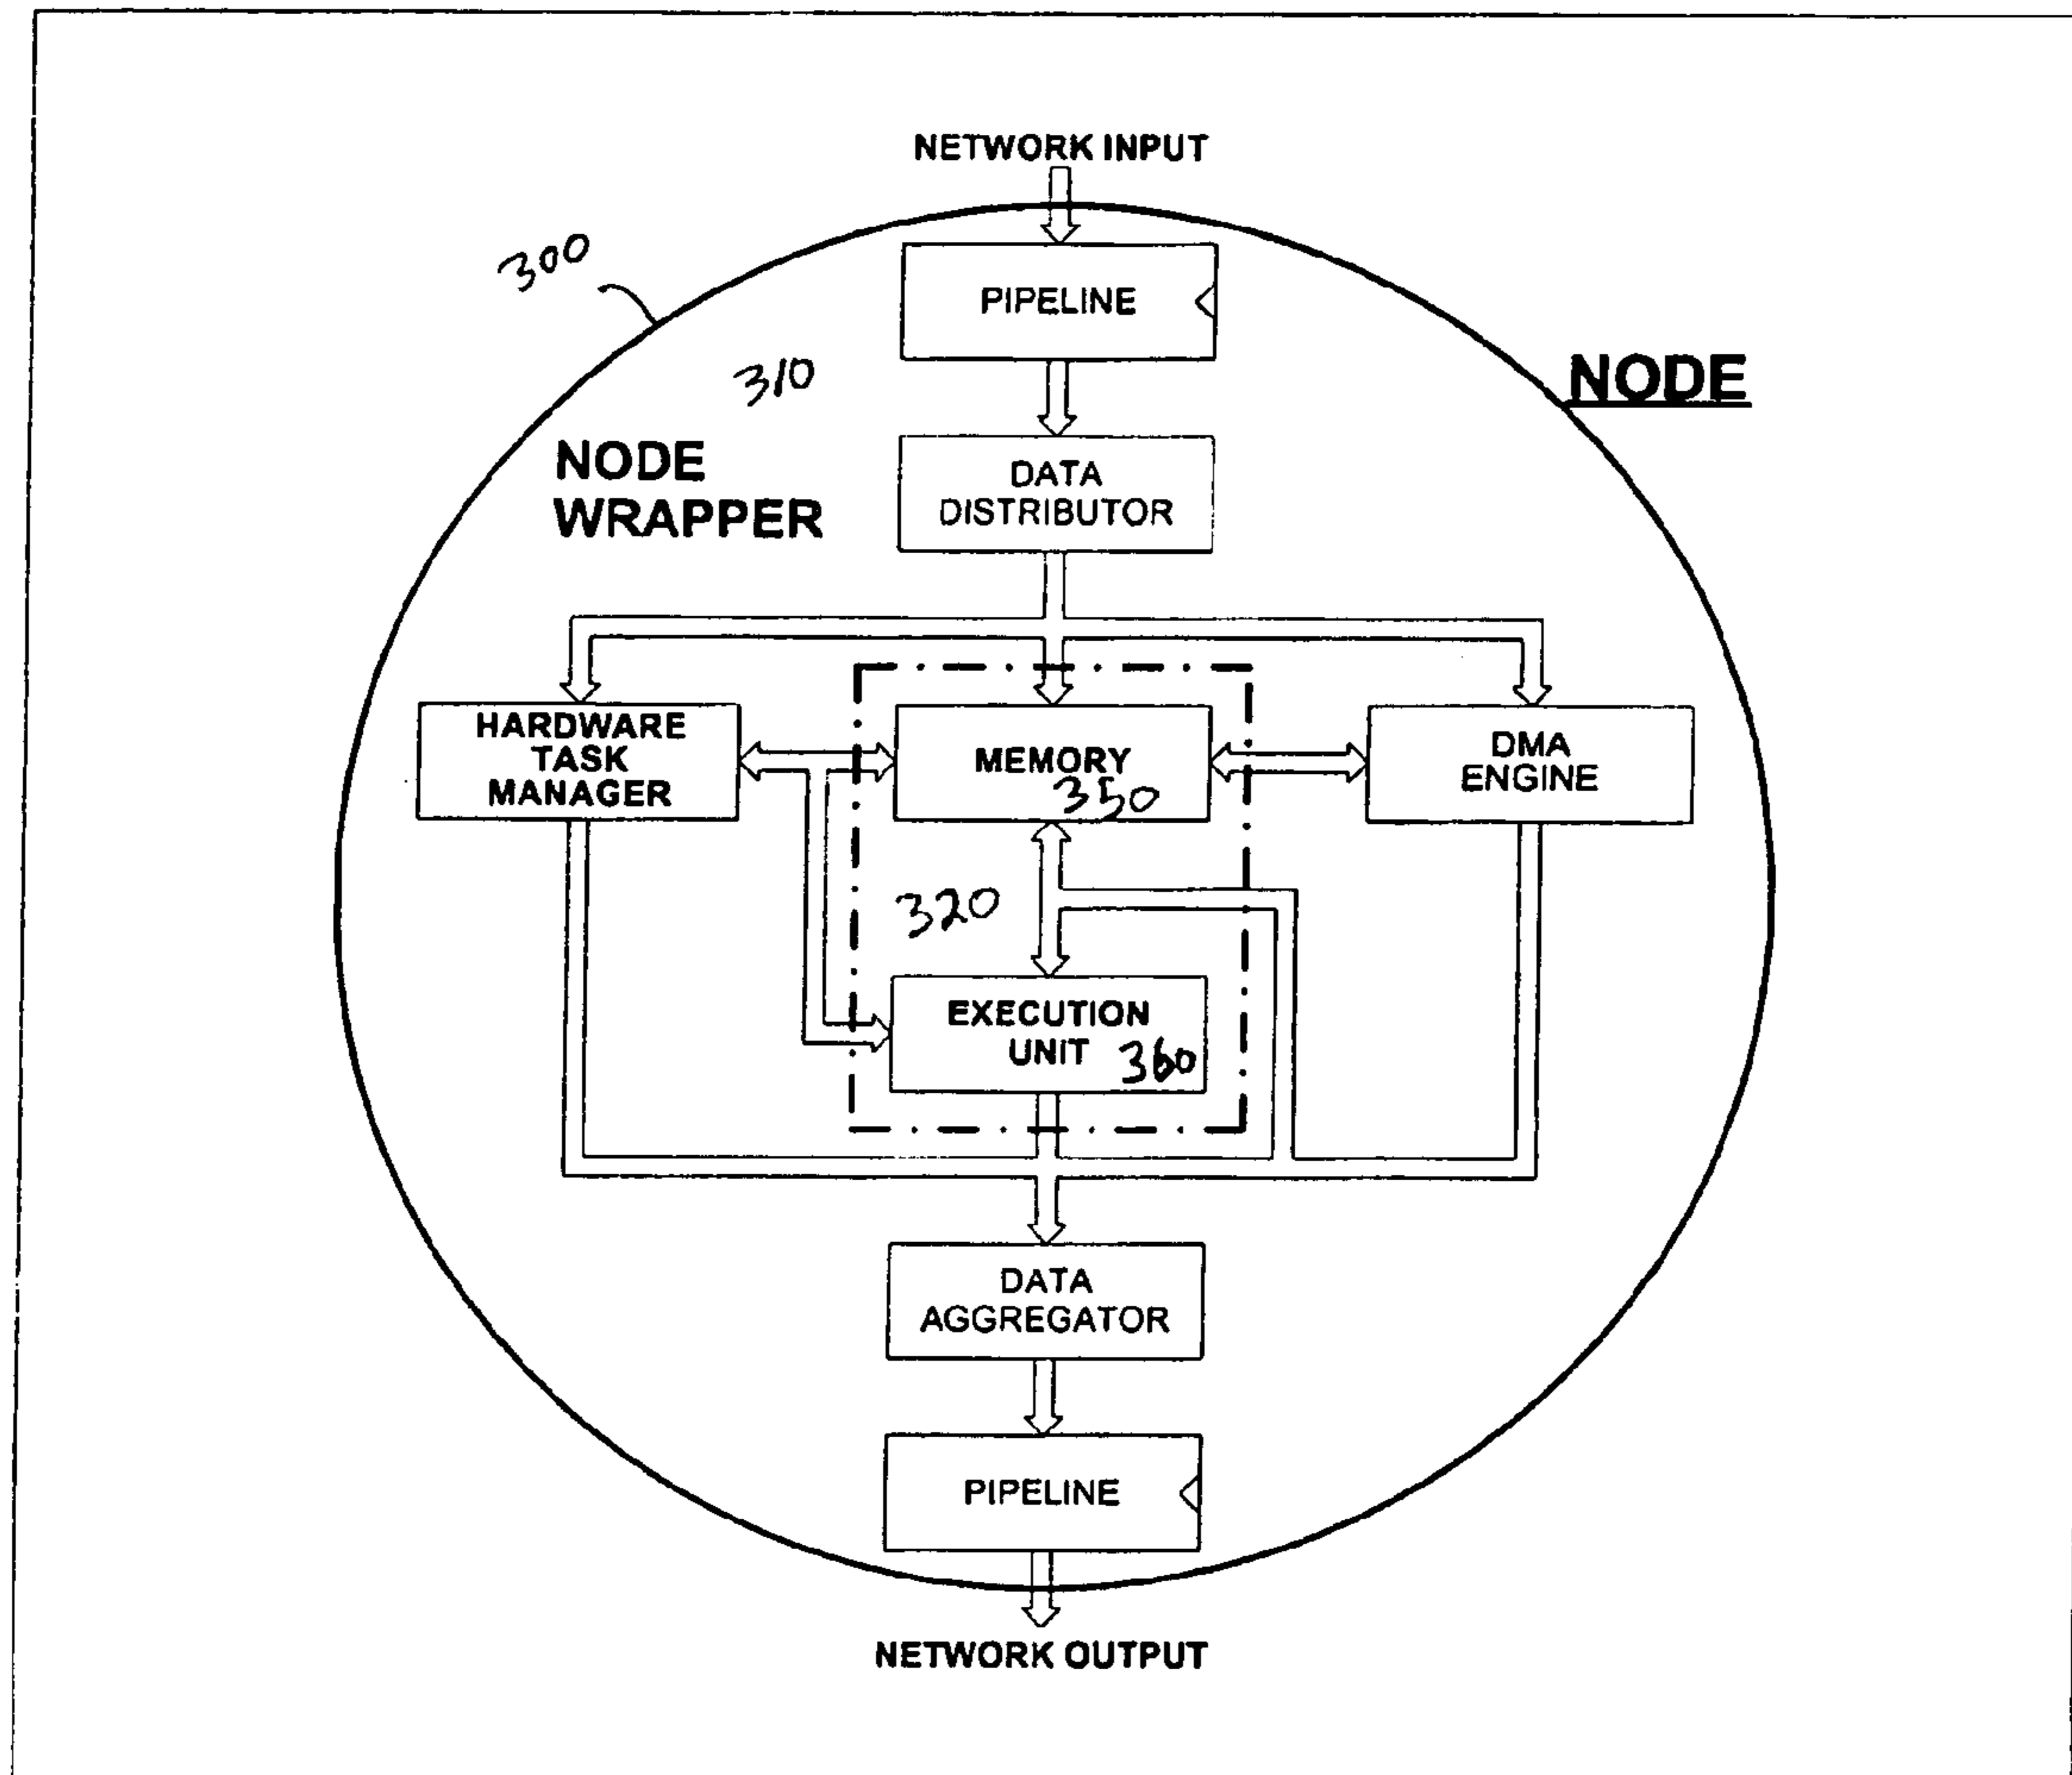 NETWORK INPUT
300
PIPELINE
310
NODE
NODE
WRAPPER
DATA
DISTRIBUTOR
HARDWARE
TASK
MANAGER
MEMORY
350
DMA
ENGINE
320
EXECUTION
UNIT 360
DATA
AGGREGATOR
PIPELINE
NETWORK OUTPUT